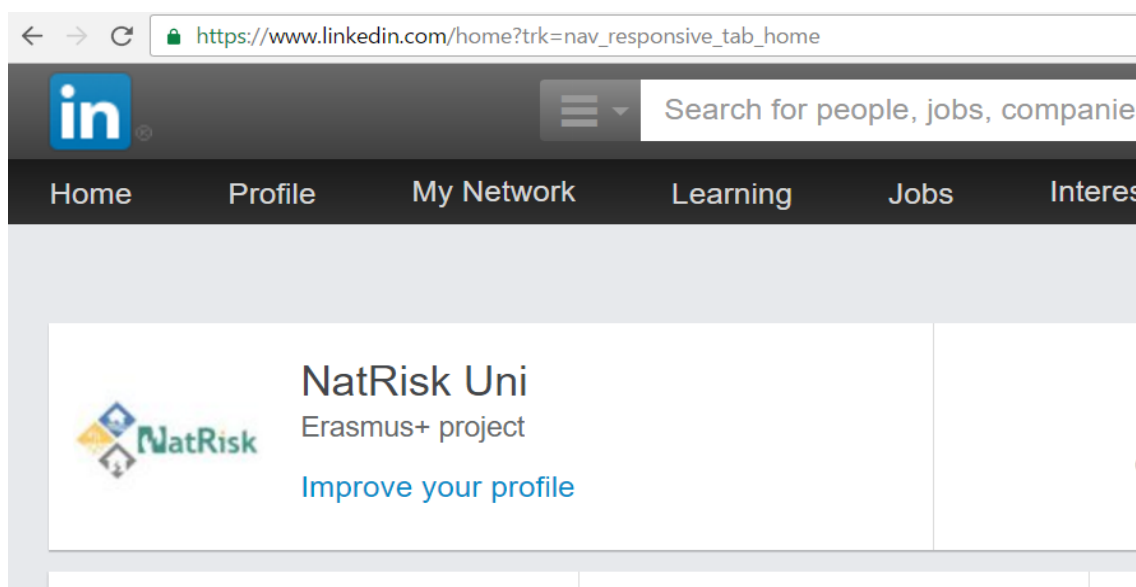 https://www.linkedin.com/home?trk=nav_responsive_tab_home
in®
Search for people, jobs, companie
Home Profile My Network Learning Jobs Interes
NatRisk Uni
Erasmus+ project
NatRisk
Improve your profile